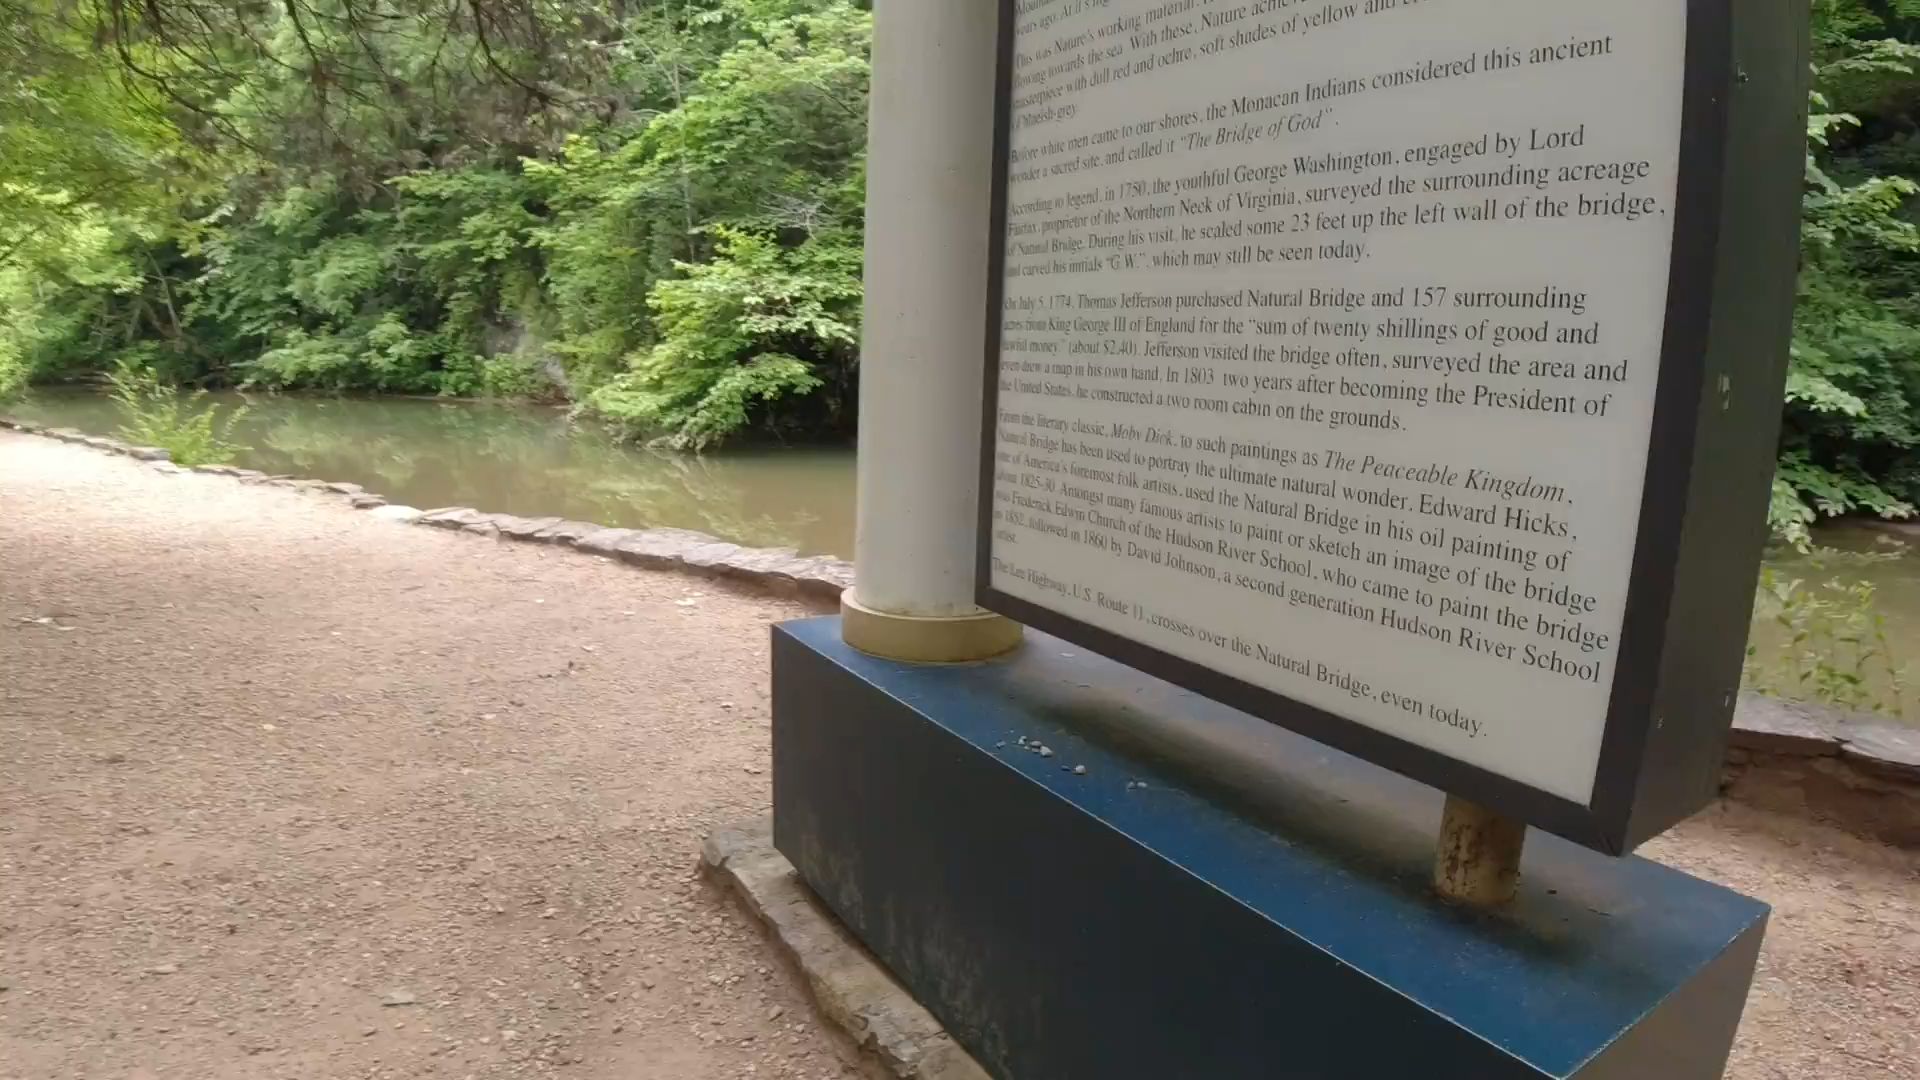 years ago. At it's
This was Nature's working material.
flowing towards the sea. With these, Nature
masterpiece with dull red and ochre, soft shades of yellow and
of blueish-grey.
Before white men came to our shores, the Monacan Indians considered this ancient
wonder a sacred site, and called it "The Bridge of God".
According to legend, in 1750, the youthful George Washington, engaged by Lord
Fairfax, proprietor of the Northern Neck of Virginia, surveyed the surrounding acreage
of Natural Bridge. During his visit, he scaled some 23 feet up the left wall of the bridge,
and carved his initials "G.W.", which may still be seen today.
On July 5, 1774, Thomas Jefferson purchased Natural Bridge and 157 surrounding
acres from King George III of England for the "sum of twenty shillings of good and
lawful money." (about $2.40). Jefferson visited the bridge often, surveyed the area and
even drew a map in his own hand. In 1803 two years after becoming the President of
the United States, he constructed a two room cabin on the grounds.
From the literary classic, Moby Dick, to such paintings as The Peaceable Kingdom,
Natural Bridge has been used to portray the ultimate natural wonder. Edward Hicks,
one of America's foremost folk artists, used the Natural Bridge in his oil painting of
about 1825-30. Amongst many famous artists to paint or sketch an image of the bridge
was Frederick Edwin Church of the Hudson River School, who came to paint the bridge
in 1852, followed in 1860 by David Johnson, a second generation Hudson River School
artist.
The Lee Highway, U.S. Route 11, crosses over the Natural Bridge, even today.